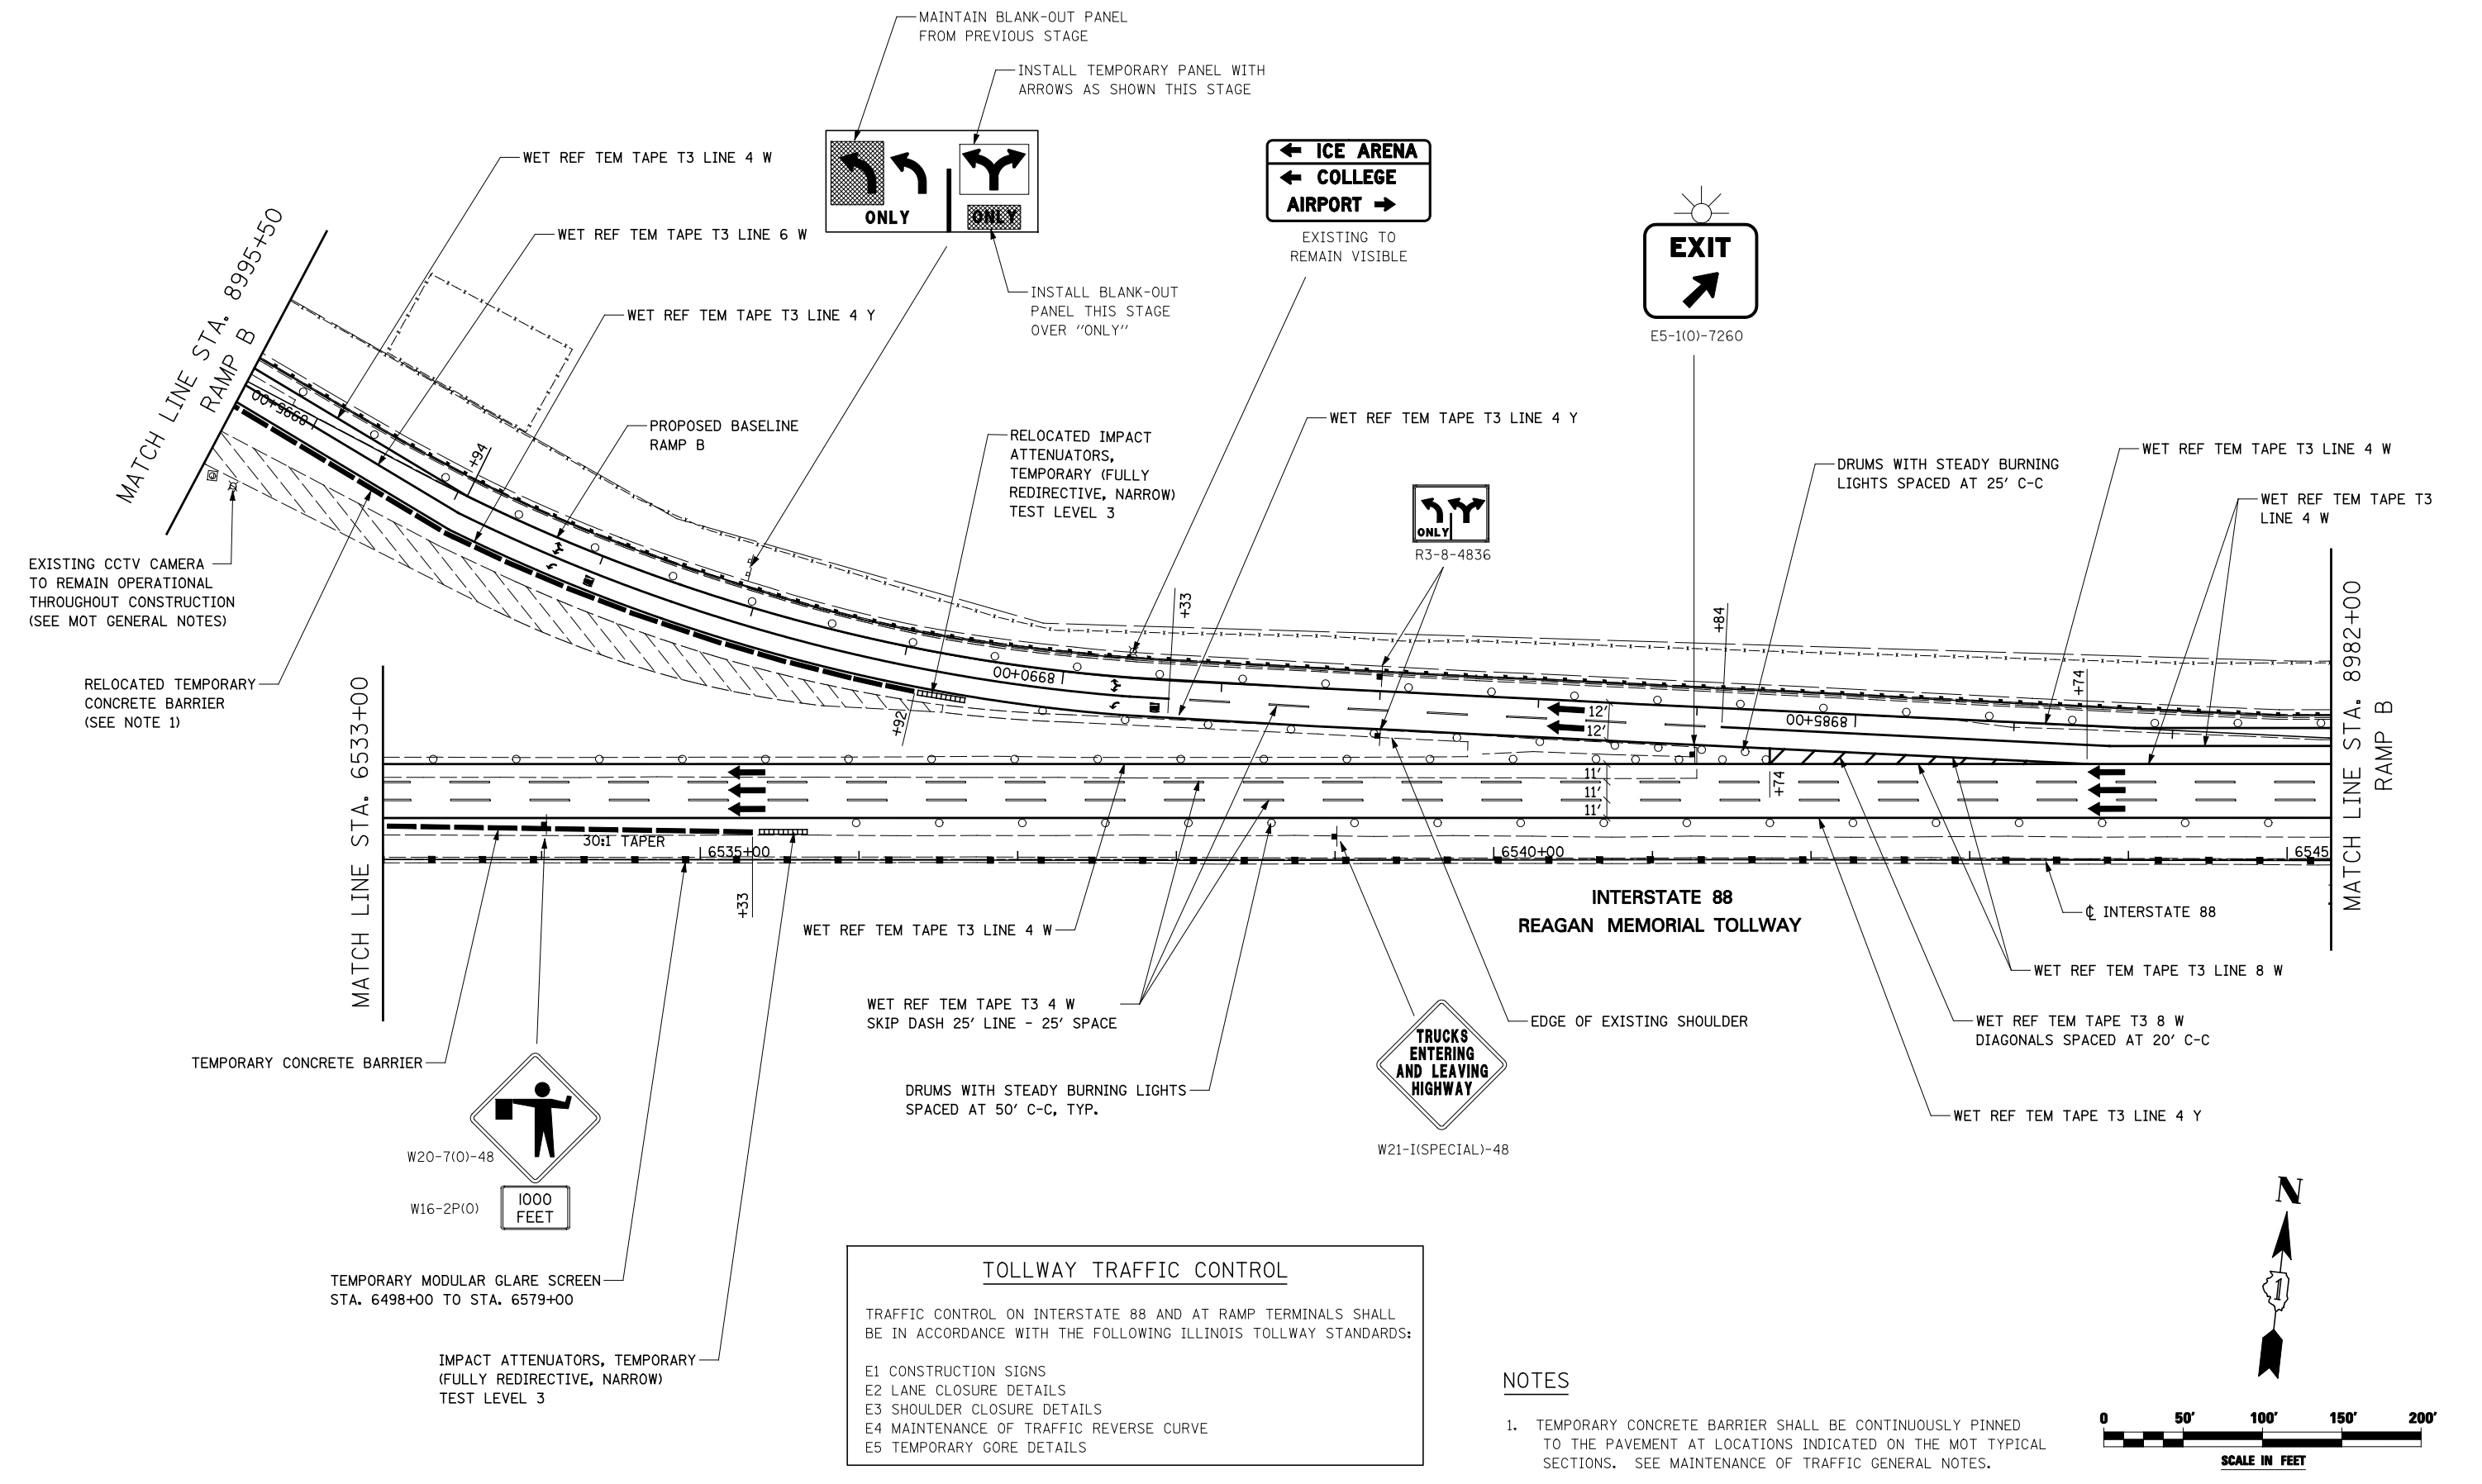 MAINTAIN BLANK-OUT PANEL
FROM PREVIOUS STAGE
INSTALL TEMPORARY PANEL WITH
ARROWS AS SHOWN THIS STAGE
ONLY
ONLY
INSTALL BLANK-OUT
PANEL THIS STAGE
OVER "ONLY"
ICE ARENA
COLLEGE
AIRPORT
EXISTING TO
REMAIN VISIBLE
EXIT
E5-1(O)-7260
WET REF TEM TAPE T3 LINE 4 W
WET REF TEM TAPE T3 LINE 6 W
WET REF TEM TAPE T3 LINE 4 Y
MATCH LINE STA. 8995+50
RAMP B
8995+00
+94
PROPOSED BASELINE
RAMP B
RELOCATED IMPACT
ATTENUATORS,
TEMPORARY (FULLY
REDIRECTIVE, NARROW)
TEST LEVEL 3
WET REF TEM TAPE T3 LINE 4 Y
ONLY
R3-8-4836
DRUMS WITH STEADY BURNING
LIGHTS SPACED AT 25' C-C
WET REF TEM TAPE T3 LINE 4 W
WET REF TEM TAPE T3
LINE 4 W
EXISTING CCTV CAMERA
TO REMAIN OPERATIONAL
THROUGHOUT CONSTRUCTION
(SEE MOT GENERAL NOTES)
RELOCATED TEMPORARY
CONCRETE BARRIER
(SEE NOTE 1)
MATCH LINE STA. 6533+00
+92
8990+00
+33
12'
12'
+84
8985+00
+74
MATCH LINE STA. 8982+00
RAMP B
11'
11'
11'
+74
30:1 TAPER
6535+00
6540+00
6545
+33
INTERSTATE 88
REAGAN MEMORIAL TOLLWAY
℄ INTERSTATE 88
WET REF TEM TAPE T3 LINE 4 W
WET REF TEM TAPE T3 LINE 8 W
WET REF TEM TAPE T3 4 W
SKIP DASH 25' LINE - 25' SPACE
EDGE OF EXISTING SHOULDER
WET REF TEM TAPE T3 8 W
DIAGONALS SPACED AT 20' C-C
TEMPORARY CONCRETE BARRIER
DRUMS WITH STEADY BURNING LIGHTS
SPACED AT 50' C-C, TYP.
TRUCKS
ENTERING
AND LEAVING
HIGHWAY
W21-I(SPECIAL)-48
WET REF TEM TAPE T3 LINE 4 Y
W20-7(O)-48
W16-2P(O)
1000
FEET
TEMPORARY MODULAR GLARE SCREEN
STA. 6498+00 TO STA. 6579+00
IMPACT ATTENUATORS, TEMPORARY
(FULLY REDIRECTIVE, NARROW)
TEST LEVEL 3
TOLLWAY TRAFFIC CONTROL
TRAFFIC CONTROL ON INTERSTATE 88 AND AT RAMP TERMINALS SHALL
BE IN ACCORDANCE WITH THE FOLLOWING ILLINOIS TOLLWAY STANDARDS:
E1 CONSTRUCTION SIGNS
E2 LANE CLOSURE DETAILS
E3 SHOULDER CLOSURE DETAILS
E4 MAINTENANCE OF TRAFFIC REVERSE CURVE
E5 TEMPORARY GORE DETAILS
NOTES
1. TEMPORARY CONCRETE BARRIER SHALL BE CONTINUOUSLY PINNED
TO THE PAVEMENT AT LOCATIONS INDICATED ON THE MOT TYPICAL
SECTIONS. SEE MAINTENANCE OF TRAFFIC GENERAL NOTES.
N
1
0 50' 100' 150' 200'
SCALE IN FEET